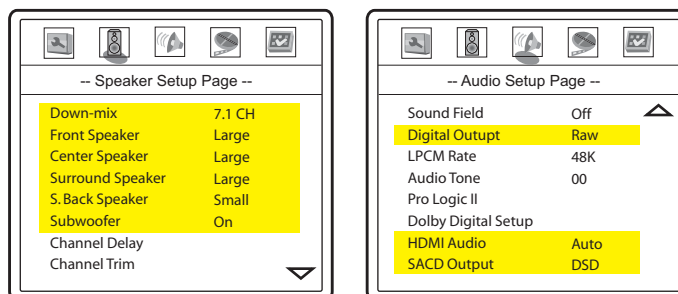 -- Speaker Setup Page --
Down-mix 7.1 CH
Front Speaker Large
Center Speaker Large
Surround Speaker Large
S. Back Speaker Small
Subwoofer On
Channel Delay
Channel Trim
-- Audio Setup Page --
Sound Field Off
Digital Outupt Raw
LPCM Rate 48K
Audio Tone 00
Pro Logic II
Dolby Digital Setup
HDMI Audio Auto
SACD Output DSD